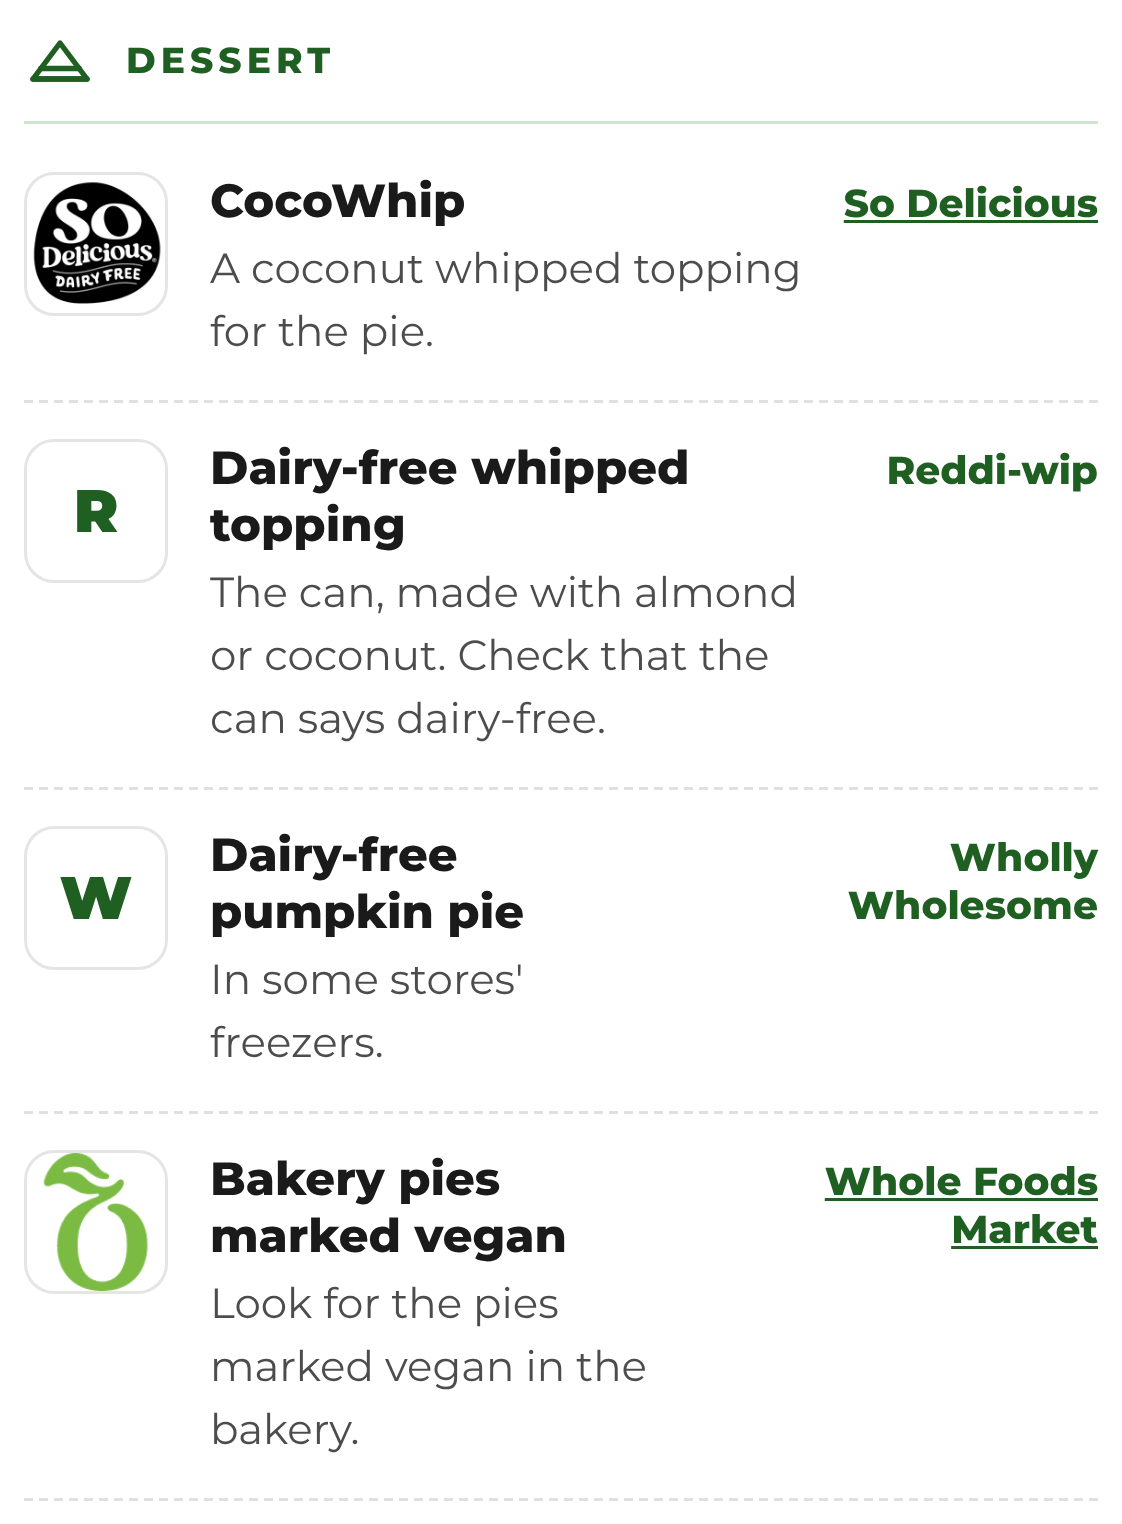 DESSERT
SO
Delicious
DAIRY FREE
CocoWhip
So Delicious
A coconut whipped topping
for the pie.
R
Dairy-free whipped
topping
Reddi-wip
The can, made with almond
or coconut. Check that the
can says dairy-free.
W
Dairy-free
pumpkin pie
Wholly
Wholesome
In some stores'
freezers.
Bakery pies
marked vegan
Whole Foods
Market
Look for the pies
marked vegan in the
bakery.